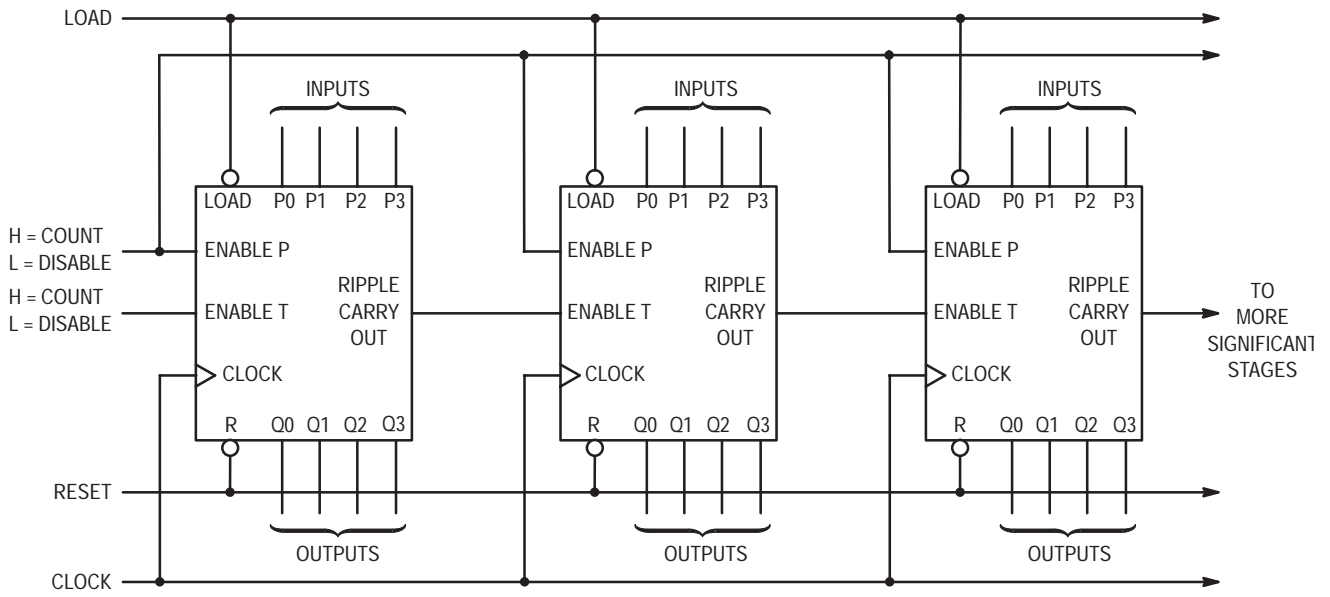 LOAD
INPUTS
INPUTS
INPUTS
LOAD P0 P1 P2 P3
LOAD P0 P1 P2 P3
LOAD P0 P1 P2 P3
H = COUNT
L = DISABLE
ENABLE P
ENABLE P
ENABLE P
H = COUNT
L = DISABLE
ENABLE T
RIPPLE
CARRY
OUT
ENABLE T
RIPPLE
CARRY
OUT
ENABLE T
RIPPLE
CARRY
OUT
TO
MORE
SIGNIFICANT
STAGES
CLOCK
CLOCK
CLOCK
R Q0 Q1 Q2 Q3
R Q0 Q1 Q2 Q3
R Q0 Q1 Q2 Q3
RESET
OUTPUTS
OUTPUTS
OUTPUTS
CLOCK